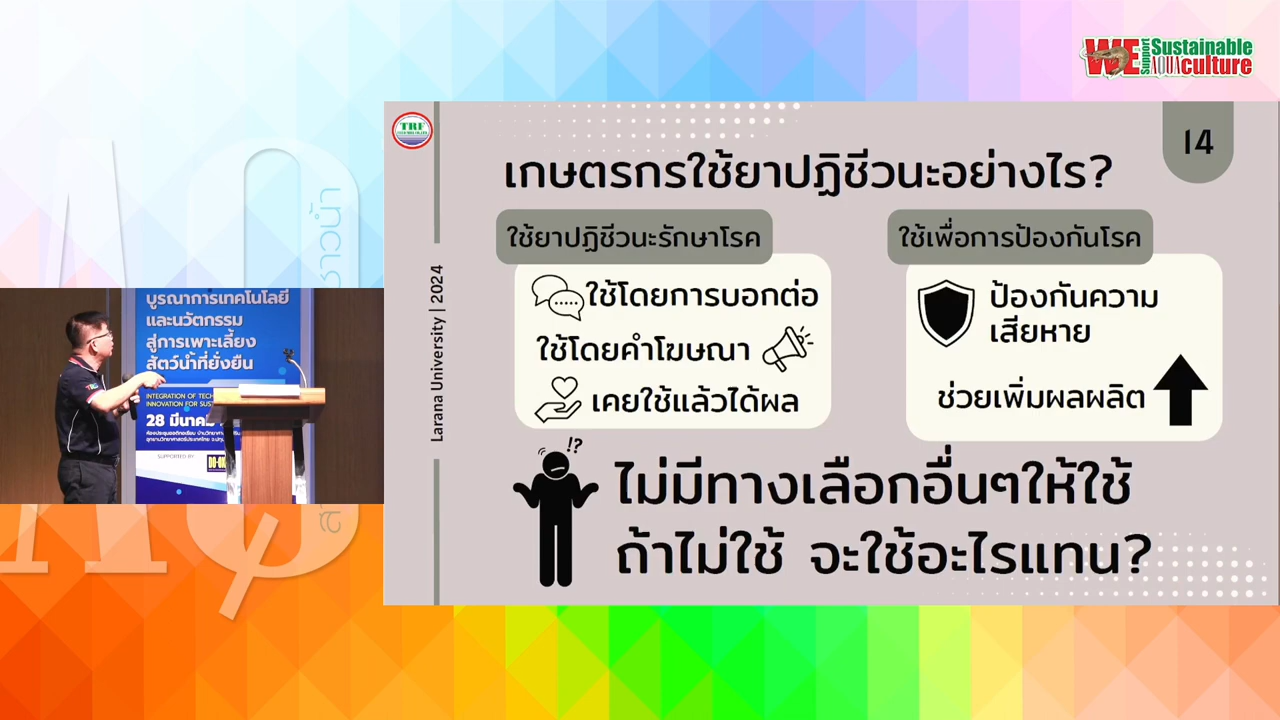 WE Support Sustainable
AQUAculture
TRF
14
เกษตรกรใช้ยาปฏิชีวนะอย่างไร?
ใช้ยาปฏิชีวนะรักษาโรค
ใช้โดยการบอกต่อ
ใช้โดยคำโฆษณา
เคยใช้แล้วได้ผล
ใช้เพื่อการป้องกันโรค
ป้องกันความ
เสียหาย
ช่วยเพิ่มผลผลิต
!?
ไม่มีทางเลือกอื่นๆให้ใช้
ถ้าไม่ใช้ จะใช้อะไรแทน?
Larana University | 2024
บูรณาการเทคโนโลยี
และนวัตกรรม
สู่การเพาะเลี้ยง
สัตว์น้ำที่ยั่งยืน
INTEGRATION OF TECH
INNOVATION FOR SUS
28 มีนาคม
SUPPORTED BY